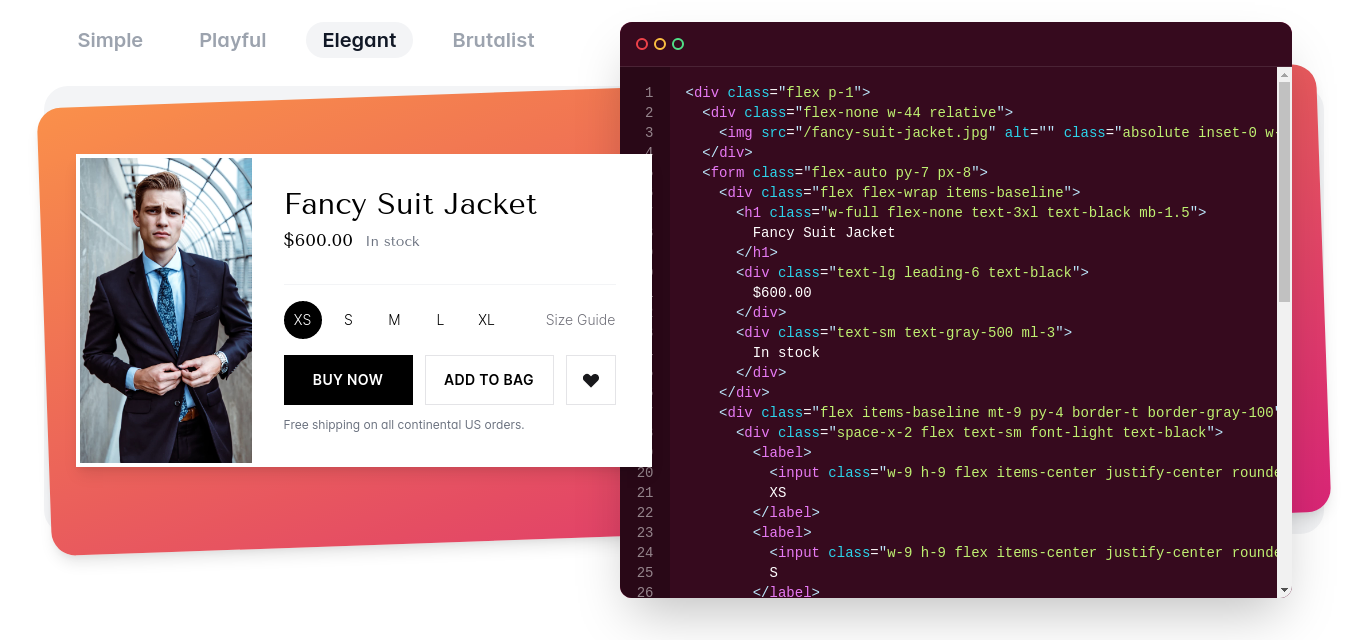 Simple
Playful
Elegant
Brutalist
Fancy Suit Jacket
$600.00 In stock
XS S M L XL Size Guide
BUY NOW ADD TO BAG
Free shipping on all continental US orders.
1 <div class="flex p-1">
2 <div class="flex-none w-44 relative">
3 <img src="/fancy-suit-jacket.jpg" alt="" class="absolute inset-0 w-
4 </div>
<form class="flex-auto py-7 px-8">
<div class="flex flex-wrap items-baseline">
<h1 class="w-full flex-none text-3xl text-black mb-1.5">
Fancy Suit Jacket
</h1>
<div class="text-lg leading-6 text-black">
$600.00
</div>
<div class="text-sm text-gray-500 ml-3">
In stock
</div>
</div>
<div class="flex items-baseline mt-9 py-4 border-t border-gray-100"
<div class="space-x-2 flex text-sm font-light text-black">
<label>
20 <input class="w-9 h-9 flex items-center justify-center rounde
21 XS
22 </label>
23 <label>
24 <input class="w-9 h-9 flex items-center justify-center rounde
25 S
26 </label>